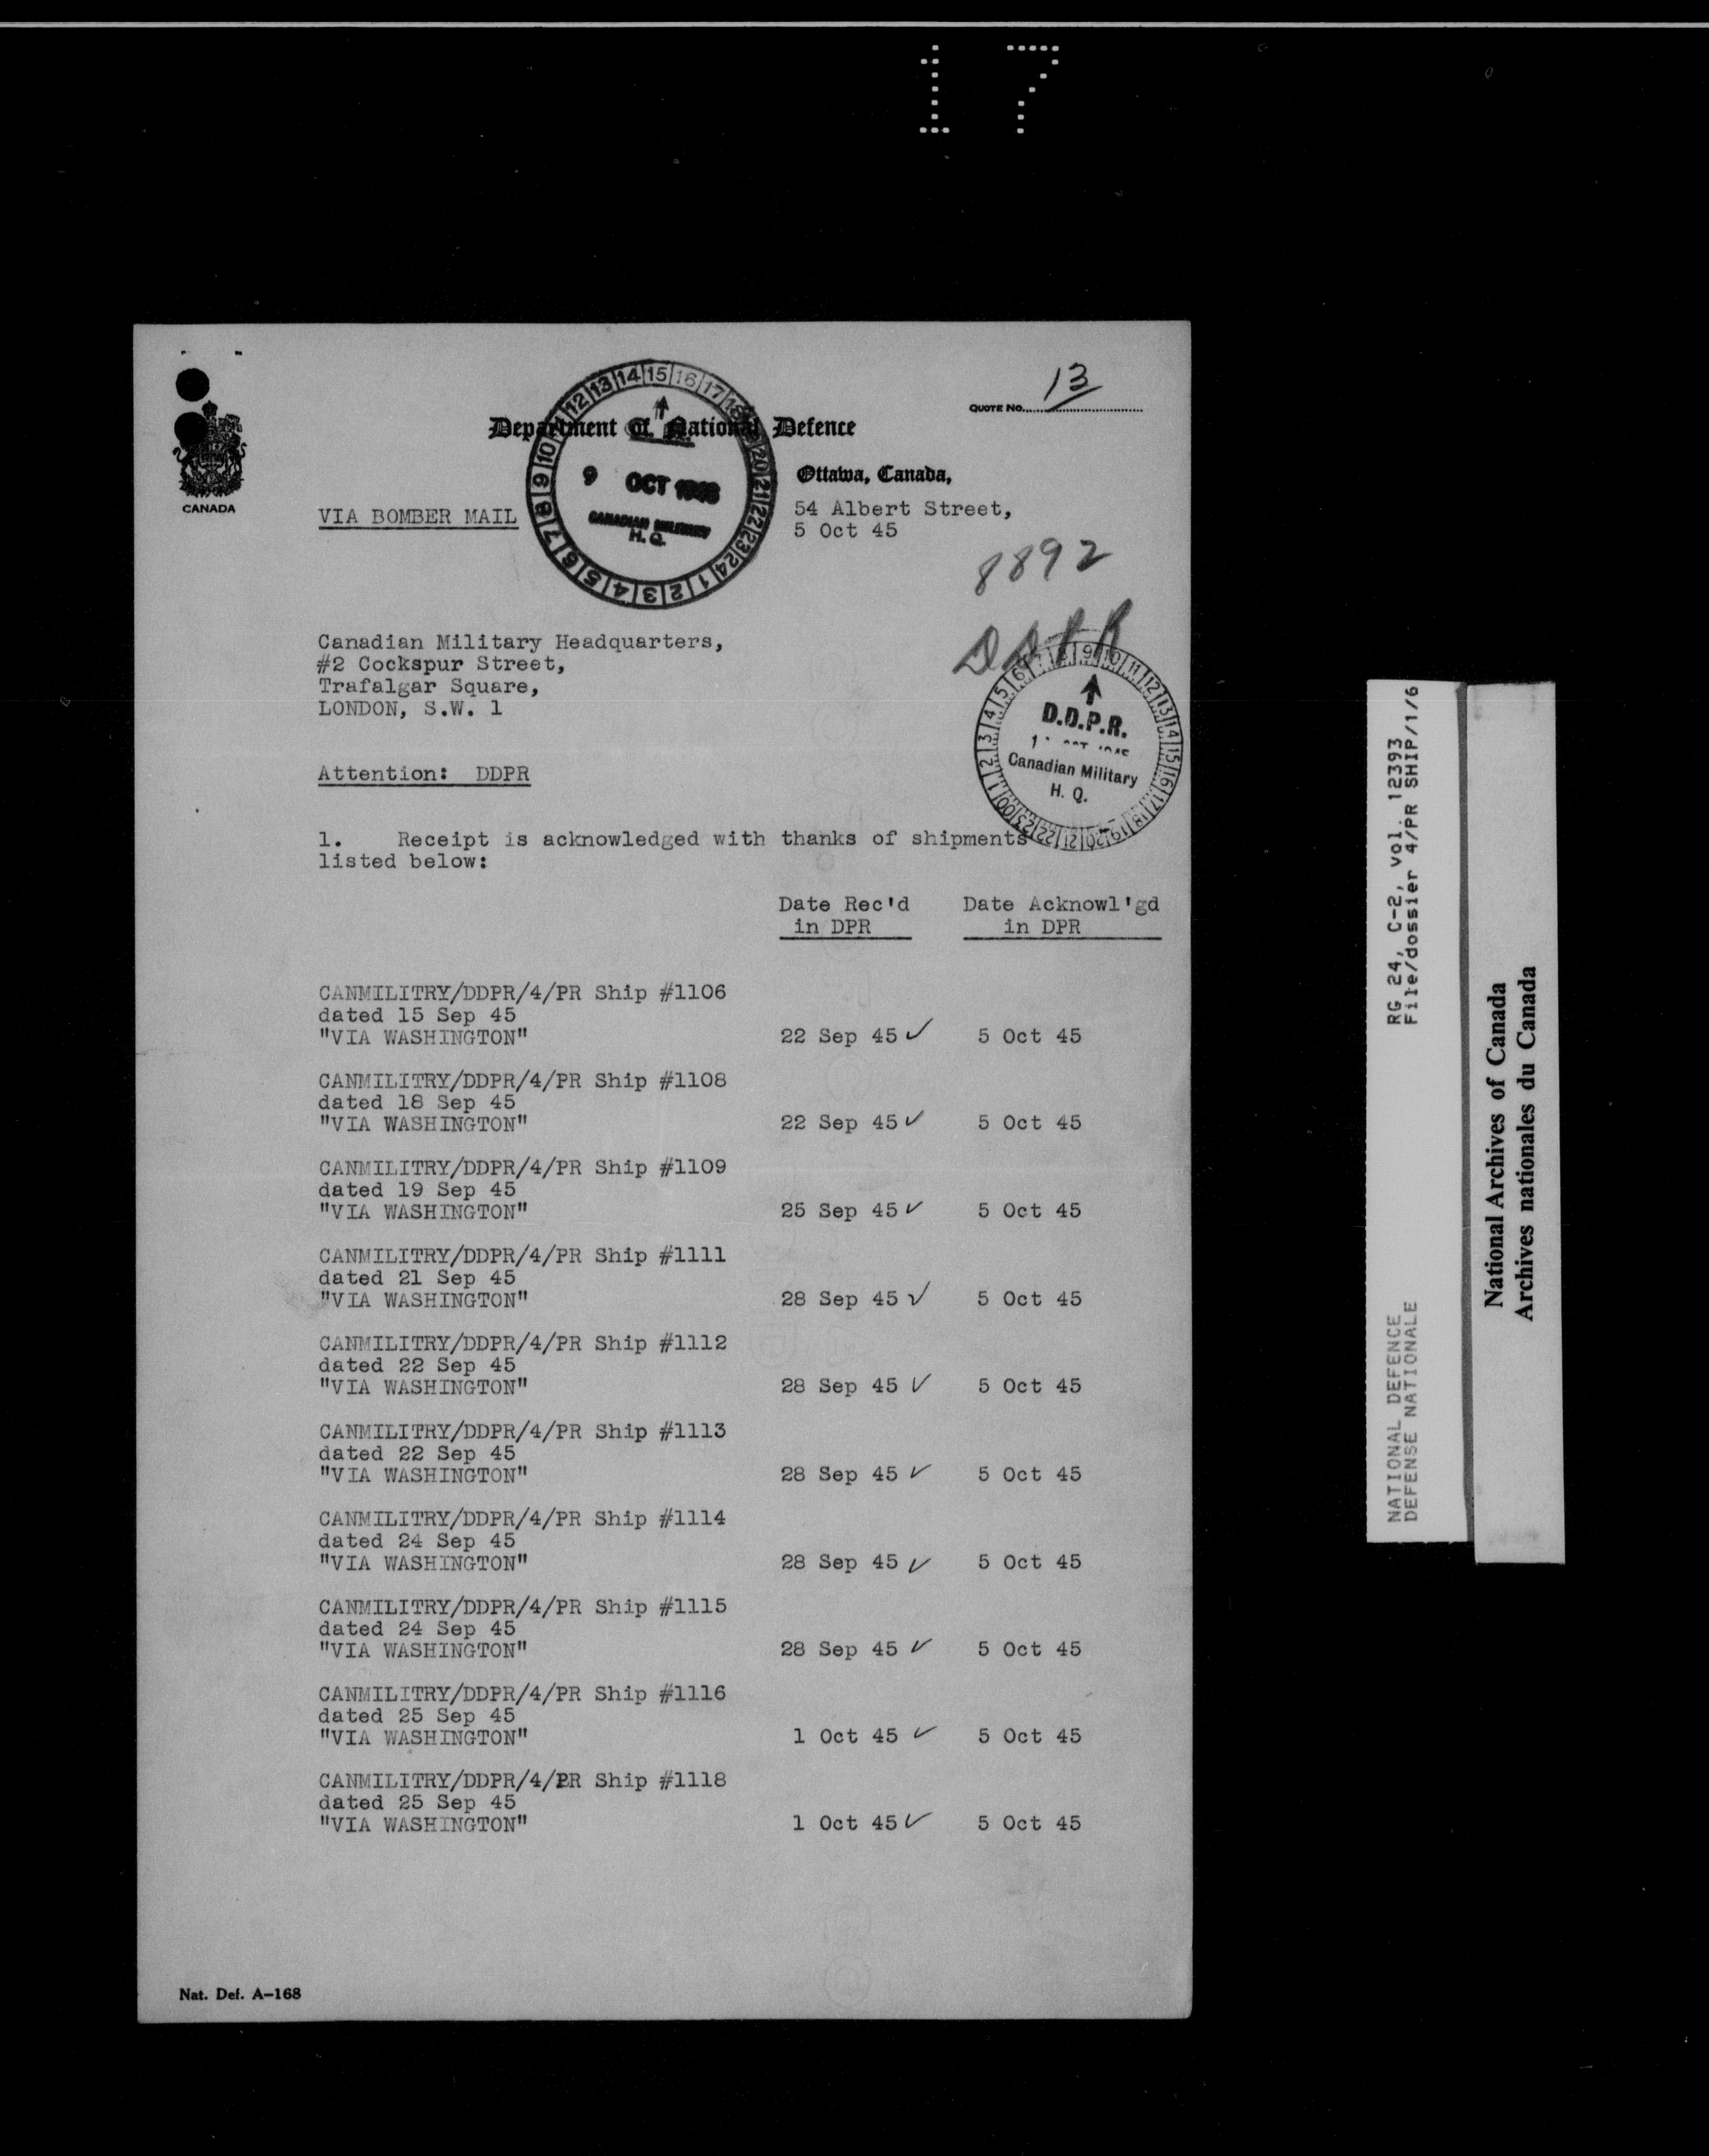 17
13
QUOTE No.
Department of National Defence
Ottawa, Canada,
CANADA
VIA BOMBER MAIL
54 Albert Street,
5 Oct 45
12 13 14 15 16 17 18
9 OCT
CANADIAN MILITARY
H. Q.
8892
DDPR
Canadian Military Headquarters,
#2 Cockspur Street,
Trafalgar Square,
LONDON, S.W. 1
D.D.P.R.
Canadian Military
H. Q.
Attention: DDPR
1. Receipt is acknowledged with thanks of shipments
listed below:
Date Rec'd Date Acknowl'gd
in DPR in DPR
CANMILITRY/DDPR/4/PR Ship #1106
dated 15 Sep 45
"VIA WASHINGTON" 22 Sep 45 ✓ 5 Oct 45
CANMILITRY/DDPR/4/PR Ship #1108
dated 18 Sep 45
"VIA WASHINGTON" 22 Sep 45 ✓ 5 Oct 45
CANMILITRY/DDPR/4/PR Ship #1109
dated 19 Sep 45
"VIA WASHINGTON" 25 Sep 45 ✓ 5 Oct 45
CANMILITRY/DDPR/4/PR Ship #1111
dated 21 Sep 45
"VIA WASHINGTON" 28 Sep 45 ✓ 5 Oct 45
CANMILITRY/DDPR/4/PR Ship #1112
dated 22 Sep 45
"VIA WASHINGTON" 28 Sep 45 ✓ 5 Oct 45
CANMILITRY/DDPR/4/PR Ship #1113
dated 22 Sep 45
"VIA WASHINGTON" 28 Sep 45 ✓ 5 Oct 45
CANMILITRY/DDPR/4/PR Ship #1114
dated 24 Sep 45
"VIA WASHINGTON" 28 Sep 45 ✓ 5 Oct 45
CANMILITRY/DDPR/4/PR Ship #1115
dated 24 Sep 45
"VIA WASHINGTON" 28 Sep 45 ✓ 5 Oct 45
CANMILITRY/DDPR/4/PR Ship #1116
dated 25 Sep 45
"VIA WASHINGTON" 1 Oct 45 ✓ 5 Oct 45
CANMILITRY/DDPR/4/PR Ship #1118
dated 25 Sep 45
"VIA WASHINGTON" 1 Oct 45 ✓ 5 Oct 45
Nat. Def. A-168
NATIONAL DEFENCE RG 24, C-2, vol. 12393
DEFENSE NATIONALE File/dossier 4/PR SHIP/1/6
National Archives of Canada
Archives nationales du Canada